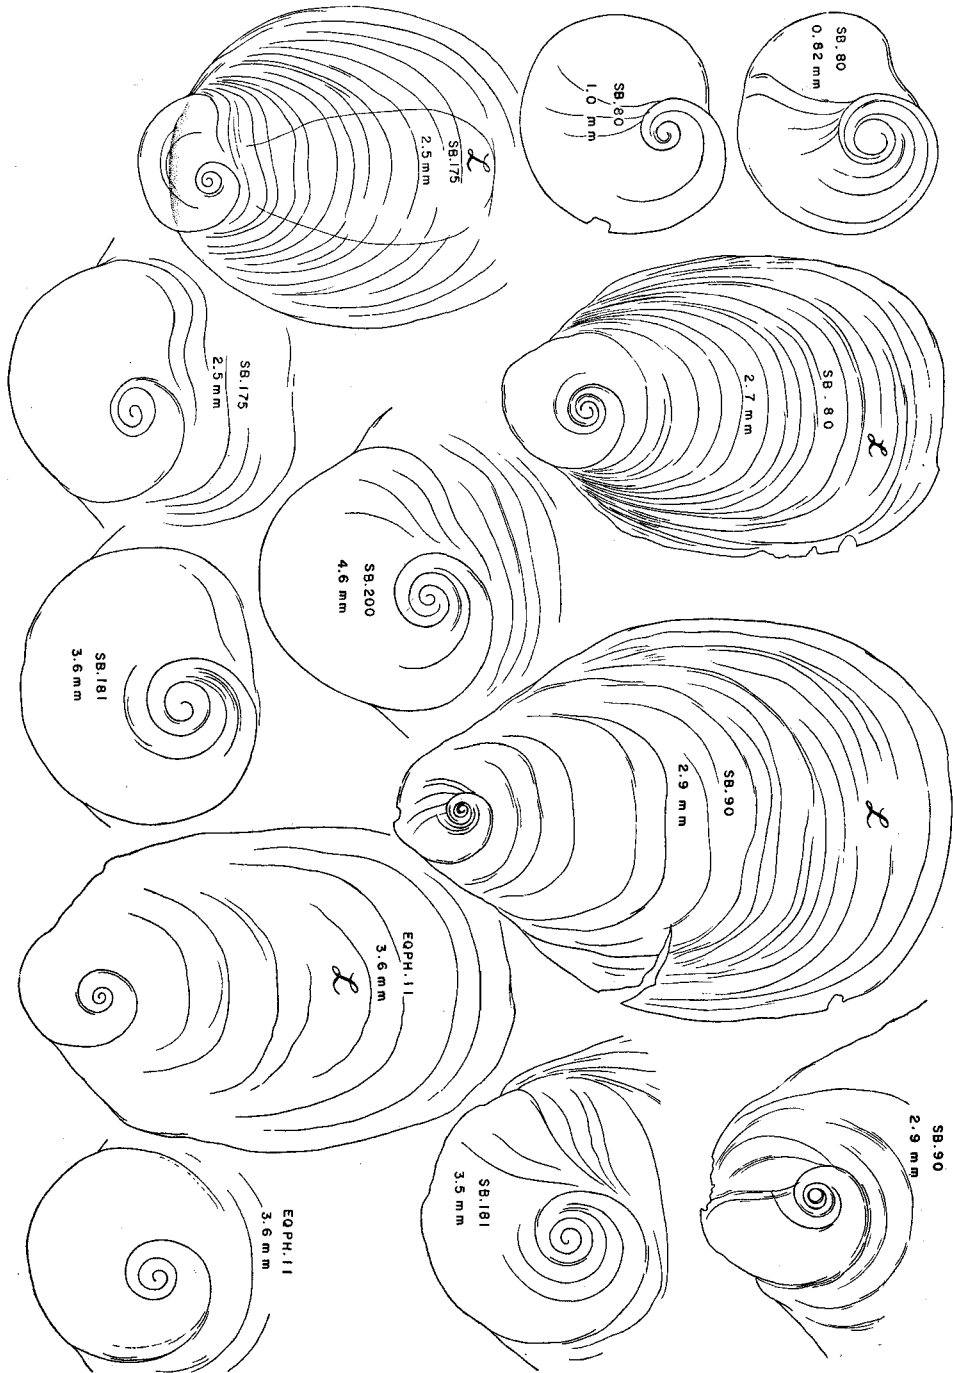 SB.80
0.82 mm
SB.80
1.0 mm
ℒ
SB.175
2.5 mm
SB.80
2.7 mm
ℒ
SB.175
2.5 mm
SB.200
4.6 mm
SB.181
3.6 mm
SB.90
2.9 mm
ℒ
EQPH.11
3.6 mm
ℒ
SB.90
2.9 mm
SB.181
3.5 mm
EQPH.11
3.6 mm